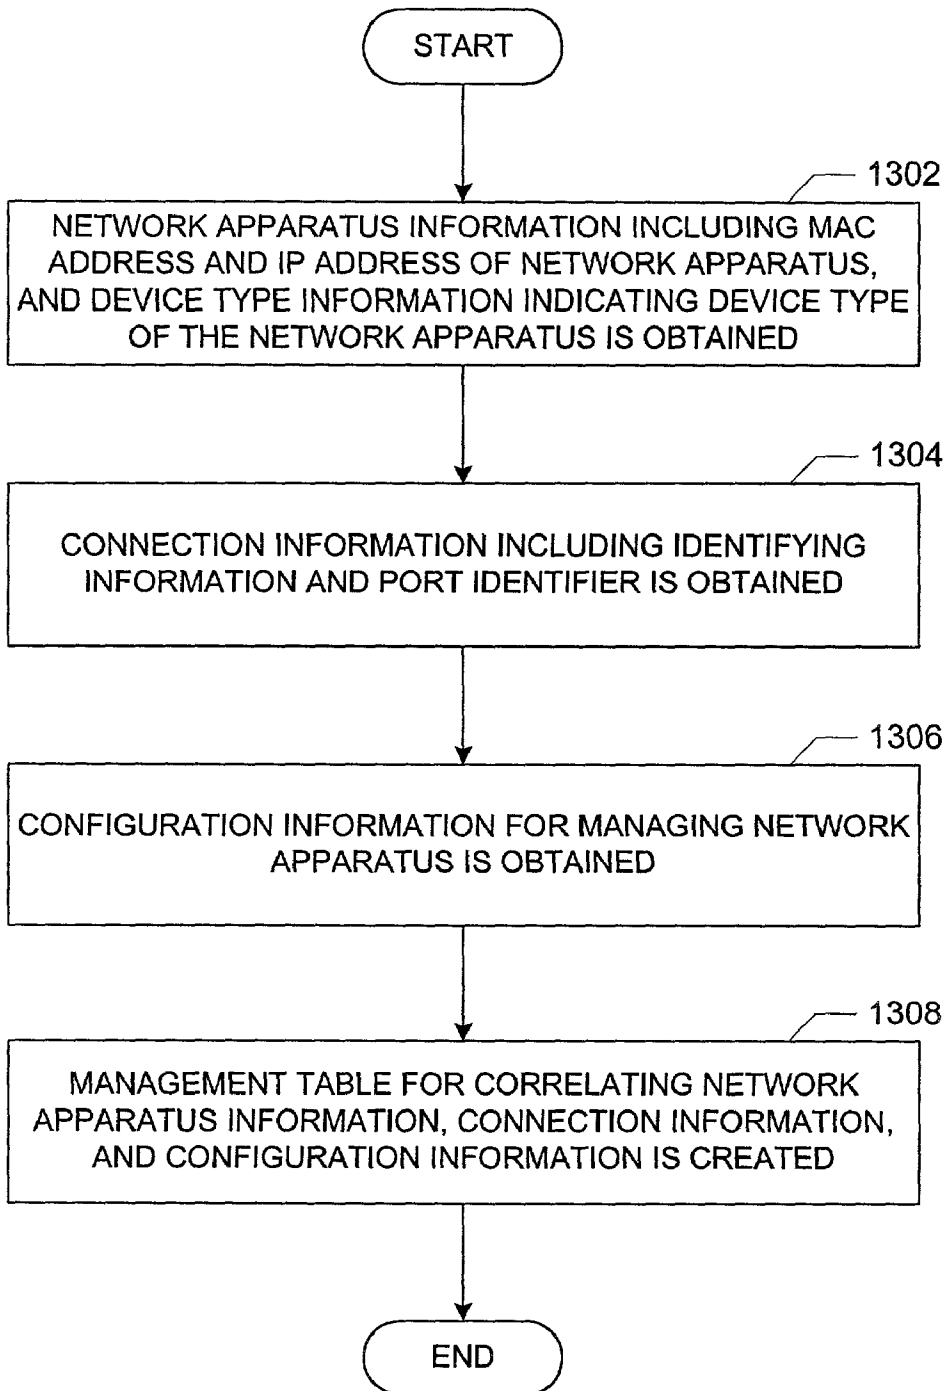 START
1302
NETWORK APPARATUS INFORMATION INCLUDING MAC
ADDRESS AND IP ADDRESS OF NETWORK APPARATUS,
AND DEVICE TYPE INFORMATION INDICATING DEVICE TYPE
OF THE NETWORK APPARATUS IS OBTAINED
1304
CONNECTION INFORMATION INCLUDING IDENTIFYING
INFORMATION AND PORT IDENTIFIER IS OBTAINED
1306
CONFIGURATION INFORMATION FOR MANAGING NETWORK
APPARATUS IS OBTAINED
1308
MANAGEMENT TABLE FOR CORRELATING NETWORK
APPARATUS INFORMATION, CONNECTION INFORMATION,
AND CONFIGURATION INFORMATION IS CREATED
END